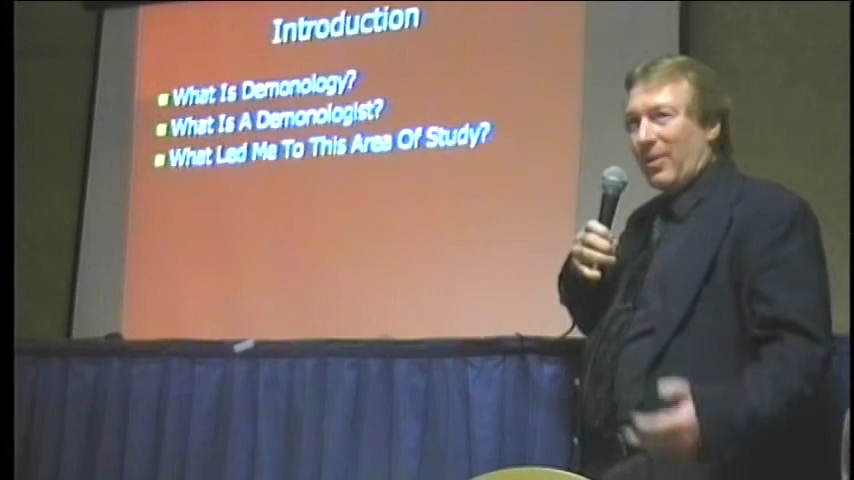 Introduction
What Is Demonology?
What Is A Demonologist?
What Led Me To This Area Of Study?